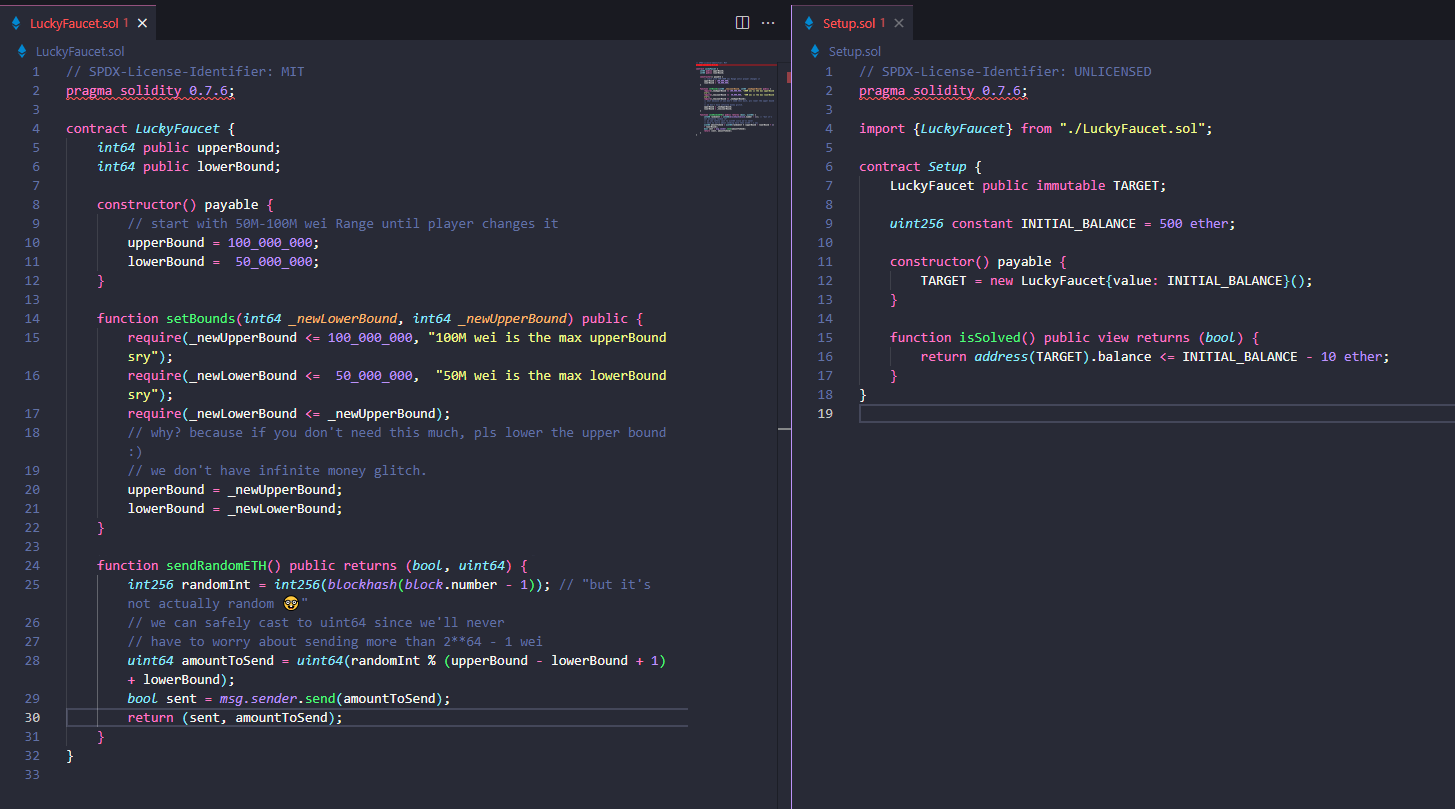 LuckyFaucet.sol 1
LuckyFaucet.sol
1 // SPDX-License-Identifier: MIT
2 pragma solidity 0.7.6;
3
4 contract LuckyFaucet {
5 int64 public upperBound;
6 int64 public lowerBound;
7
8 constructor() payable {
9 // start with 50M-100M wei Range until player changes it
10 upperBound = 100_000_000;
11 lowerBound =  50_000_000;
12 }
13
14 function setBounds(int64 _newLowerBound, int64 _newUpperBound) public {
15 require(_newUpperBound <= 100_000_000, "100M wei is the max upperBound
sry");
16 require(_newLowerBound <=  50_000_000,  "50M wei is the max lowerBound
sry");
17 require(_newLowerBound <= _newUpperBound);
18 // why? because if you don't need this much, pls lower the upper bound
:)
19 // we don't have infinite money glitch.
20 upperBound = _newUpperBound;
21 lowerBound = _newLowerBound;
22 }
23
24 function sendRandomETH() public returns (bool, uint64) {
25 int256 randomInt = int256(blockhash(block.number - 1)); // "but it's
not actually random 🤓"
26 // we can safely cast to uint64 since we'll never
27 // have to worry about sending more than 2**64 - 1 wei
28 uint64 amountToSend = uint64(randomInt % (upperBound - lowerBound + 1)
+ lowerBound);
29 bool sent = msg.sender.send(amountToSend);
30 return (sent, amountToSend);
31 }
32 }
33
Setup.sol 1
Setup.sol
1 // SPDX-License-Identifier: UNLICENSED
2 pragma solidity 0.7.6;
3
4 import {LuckyFaucet} from "./LuckyFaucet.sol";
5
6 contract Setup {
7 LuckyFaucet public immutable TARGET;
8
9 uint256 constant INITIAL_BALANCE = 500 ether;
10
11 constructor() payable {
12 TARGET = new LuckyFaucet{value: INITIAL_BALANCE}();
13 }
14
15 function isSolved() public view returns (bool) {
16 return address(TARGET).balance <= INITIAL_BALANCE - 10 ether;
17 }
18 }
19